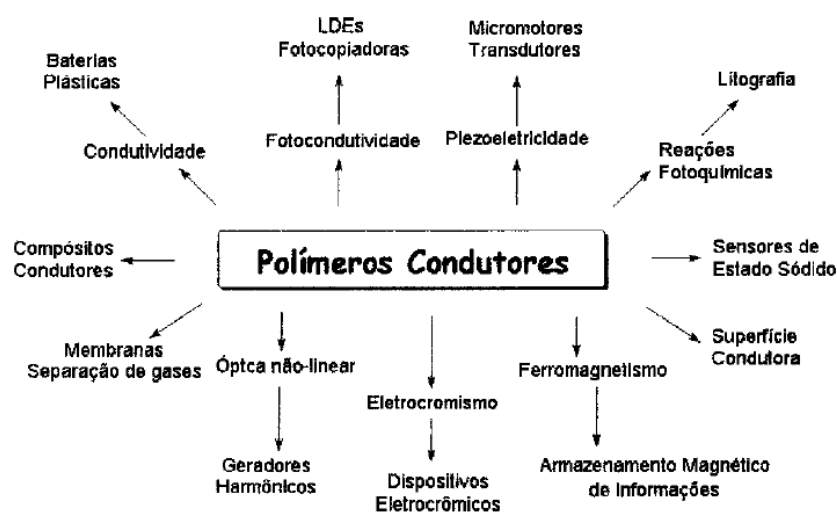 LDEs
Fotocopiadoras
Micromotores
Transdutores
Baterias
Plásticas
Litografia
Condutividade
Fotocondutividade
Piezoeletricidade
Reações
Fotoquímicas
Compósitos
Condutores
Polímeros Condutores
Sensores de
Estado Sódido
Membranas
Separação de gases
Óptca não-linear
Eletrocromismo
Ferromagnetismo
Superfície
Condutora
Geradores
Harmônicos
Dispositivos
Eletrocrômicos
Armazenamento Magnético
de Informações